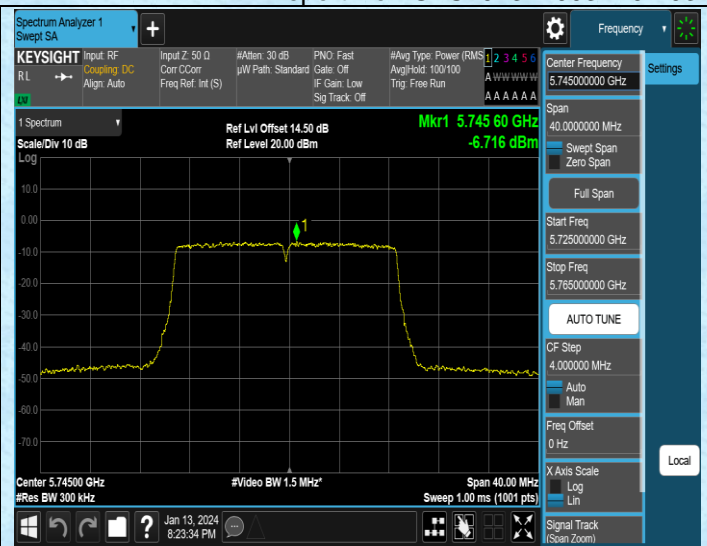 Spectrum Analyzer 1
Swept SA
+
Frequency
KEYSIGHT
RL
LXI
Input: RF
Coupling: DC
Align: Auto
Input Z: 50 Ω
Corr CCorr
Freq Ref: Int (S)
#Atten: 30 dB
µW Path: Standard
PNO: Fast
Gate: Off
IF Gain: Low
Sig Track: Off
#Avg Type: Power (RMS
Avg|Hold: 100/100
Trig: Free Run
1 2 3 4 5 6
A W W W W W
A A A A A A
1 Spectrum
Scale/Div 10 dB
Log
Ref Lvl Offset 14.50 dB
Ref Level 20.00 dBm
Mkr1 5.745 60 GHz
-6.716 dBm
1
10.0
0.00
-10.0
-20.0
-30.0
-40.0
-50.0
-60.0
-70.0
Center 5.74500 GHz
#Res BW 300 kHz
#Video BW 1.5 MHz*
Span 40.00 MHz
Sweep 1.00 ms (1001 pts)
?
Jan 13, 2024
8:23:34 PM
Center Frequency
5.745000000 GHz
Span
40.0000000 MHz
Swept Span
Zero Span
Full Span
Start Freq
5.725000000 GHz
Stop Freq
5.765000000 GHz
AUTO TUNE
CF Step
4.000000 MHz
Auto
Man
Freq Offset
0 Hz
X Axis Scale
Log
Lin
Signal Track
(Span Zoom)
Settings
Local